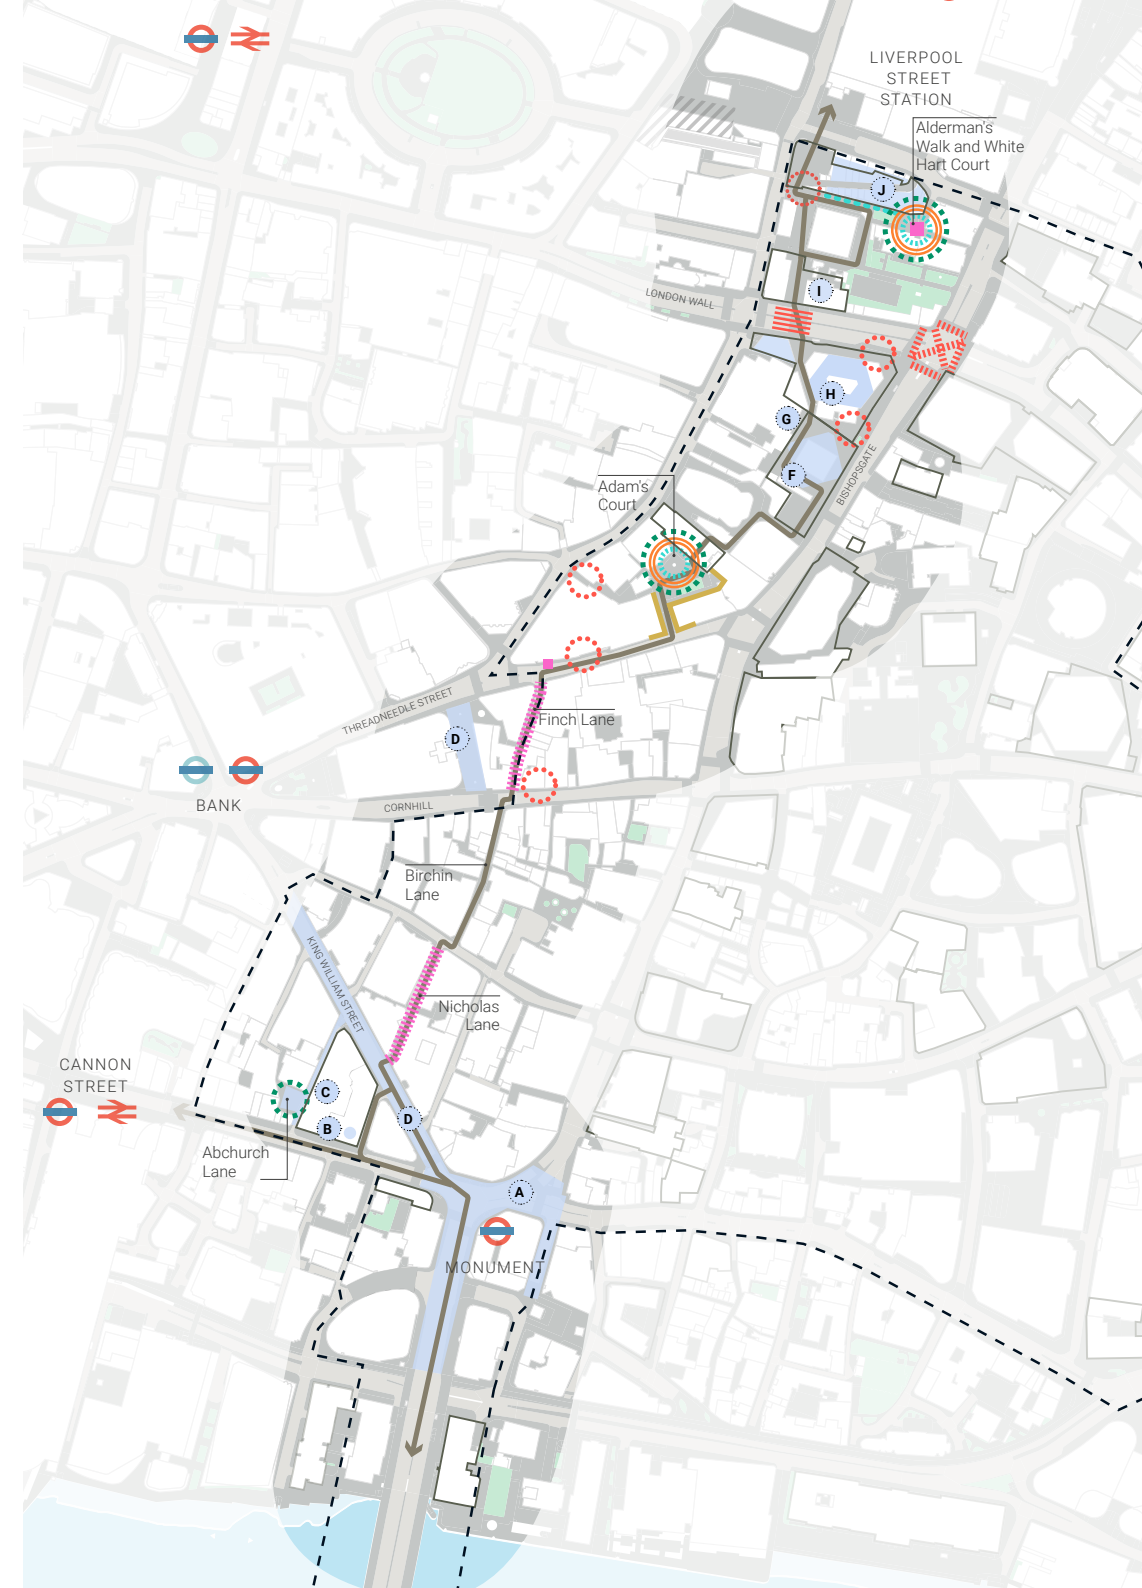 LIVERPOOL
STREET
STATION
Alderman's
Walk and White
Hart Court
J
I
LONDON WALL
H
G
F
BISHOPSGATE
Adam's
Court
THREADNEEDLE STREET
Finch Lane
D
BANK
CORNHILL
Birchin
Lane
KING WILLIAM STREET
Nicholas
Lane
CANNON
STREET
C
B
D
Abchurch
Lane
A
MONUMENT